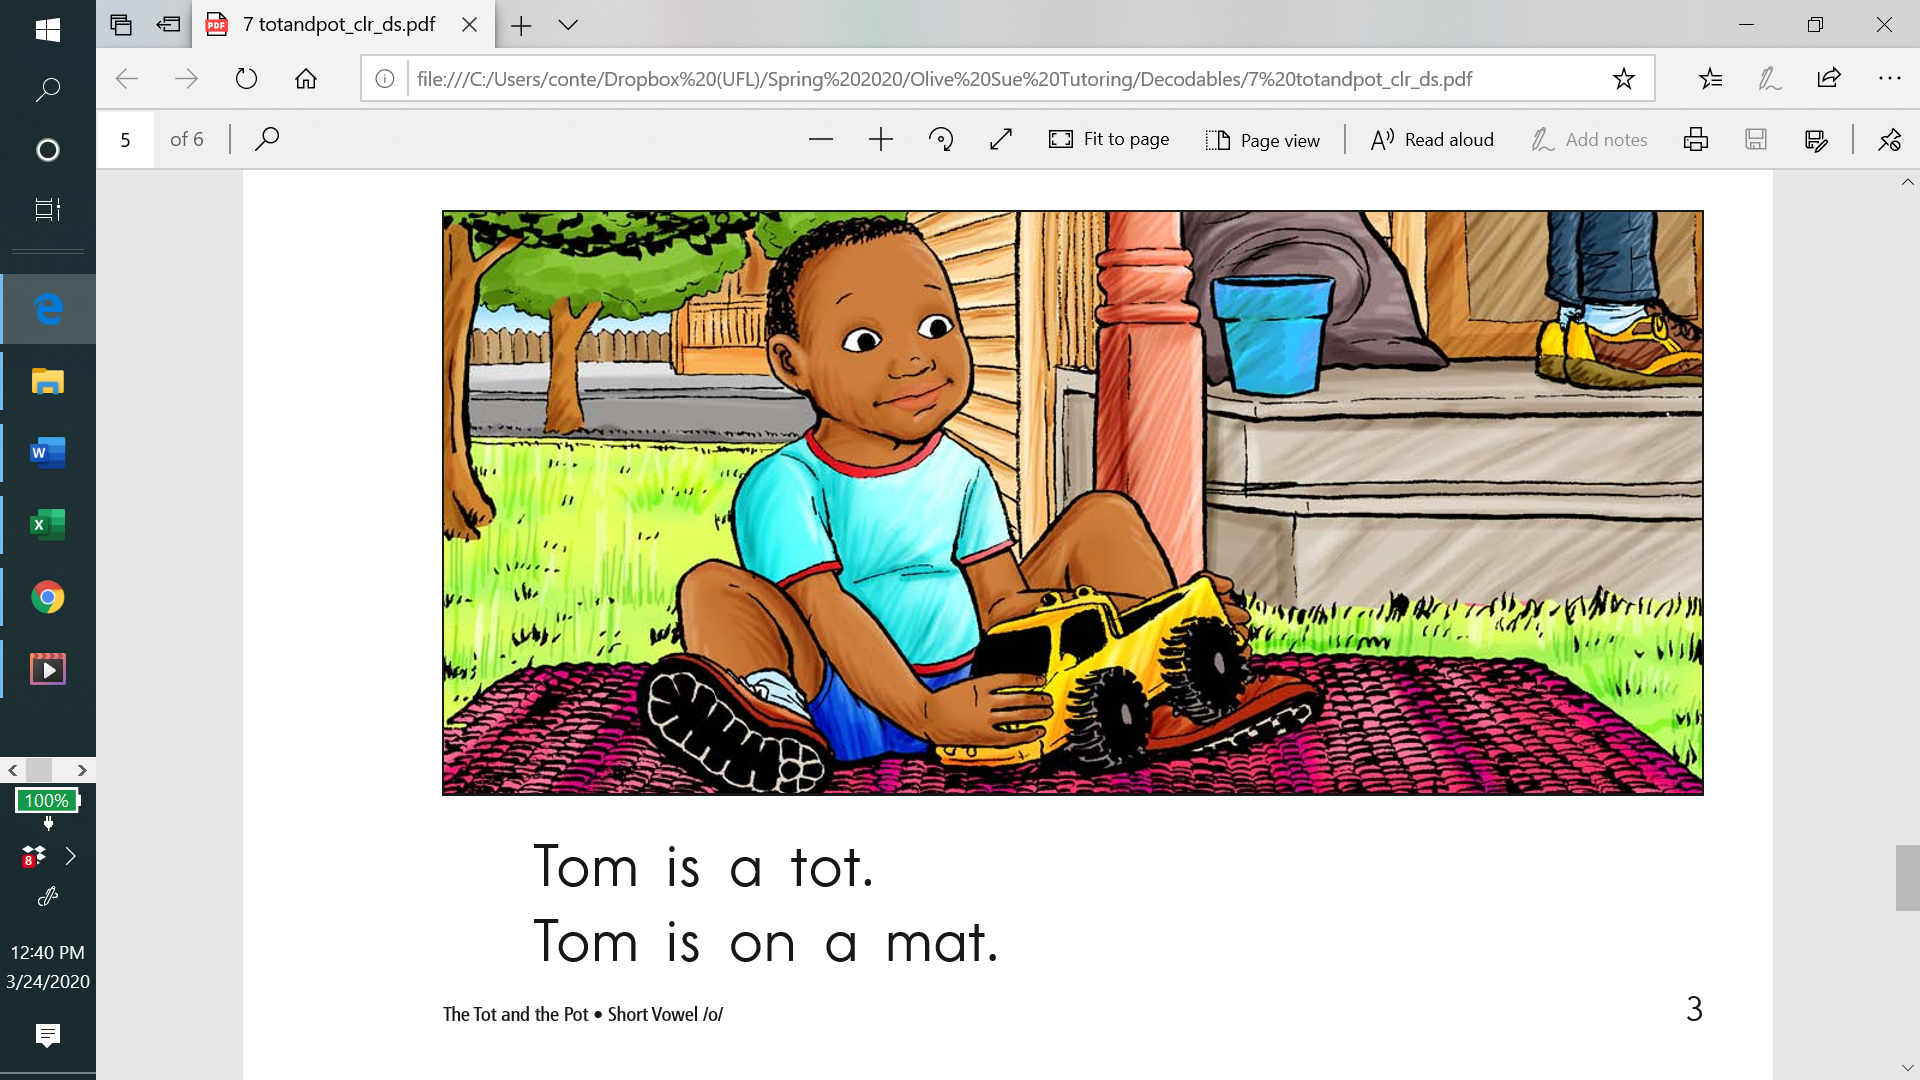 7 totandpot_clr_ds.pdf
file:///C:/Users/conte/Dropbox%20(UFL)/Spring%202020/Olive%20Sue%20Tutoring/Decodables/7%20totandpot_clr_ds.pdf
5 of 6 Fit to page Page view Read aloud Add notes
Tom is a tot.
Tom is on a mat.
The Tot and the Pot • Short Vowel /o/ 3
100%
8
12:40 PM
3/24/2020